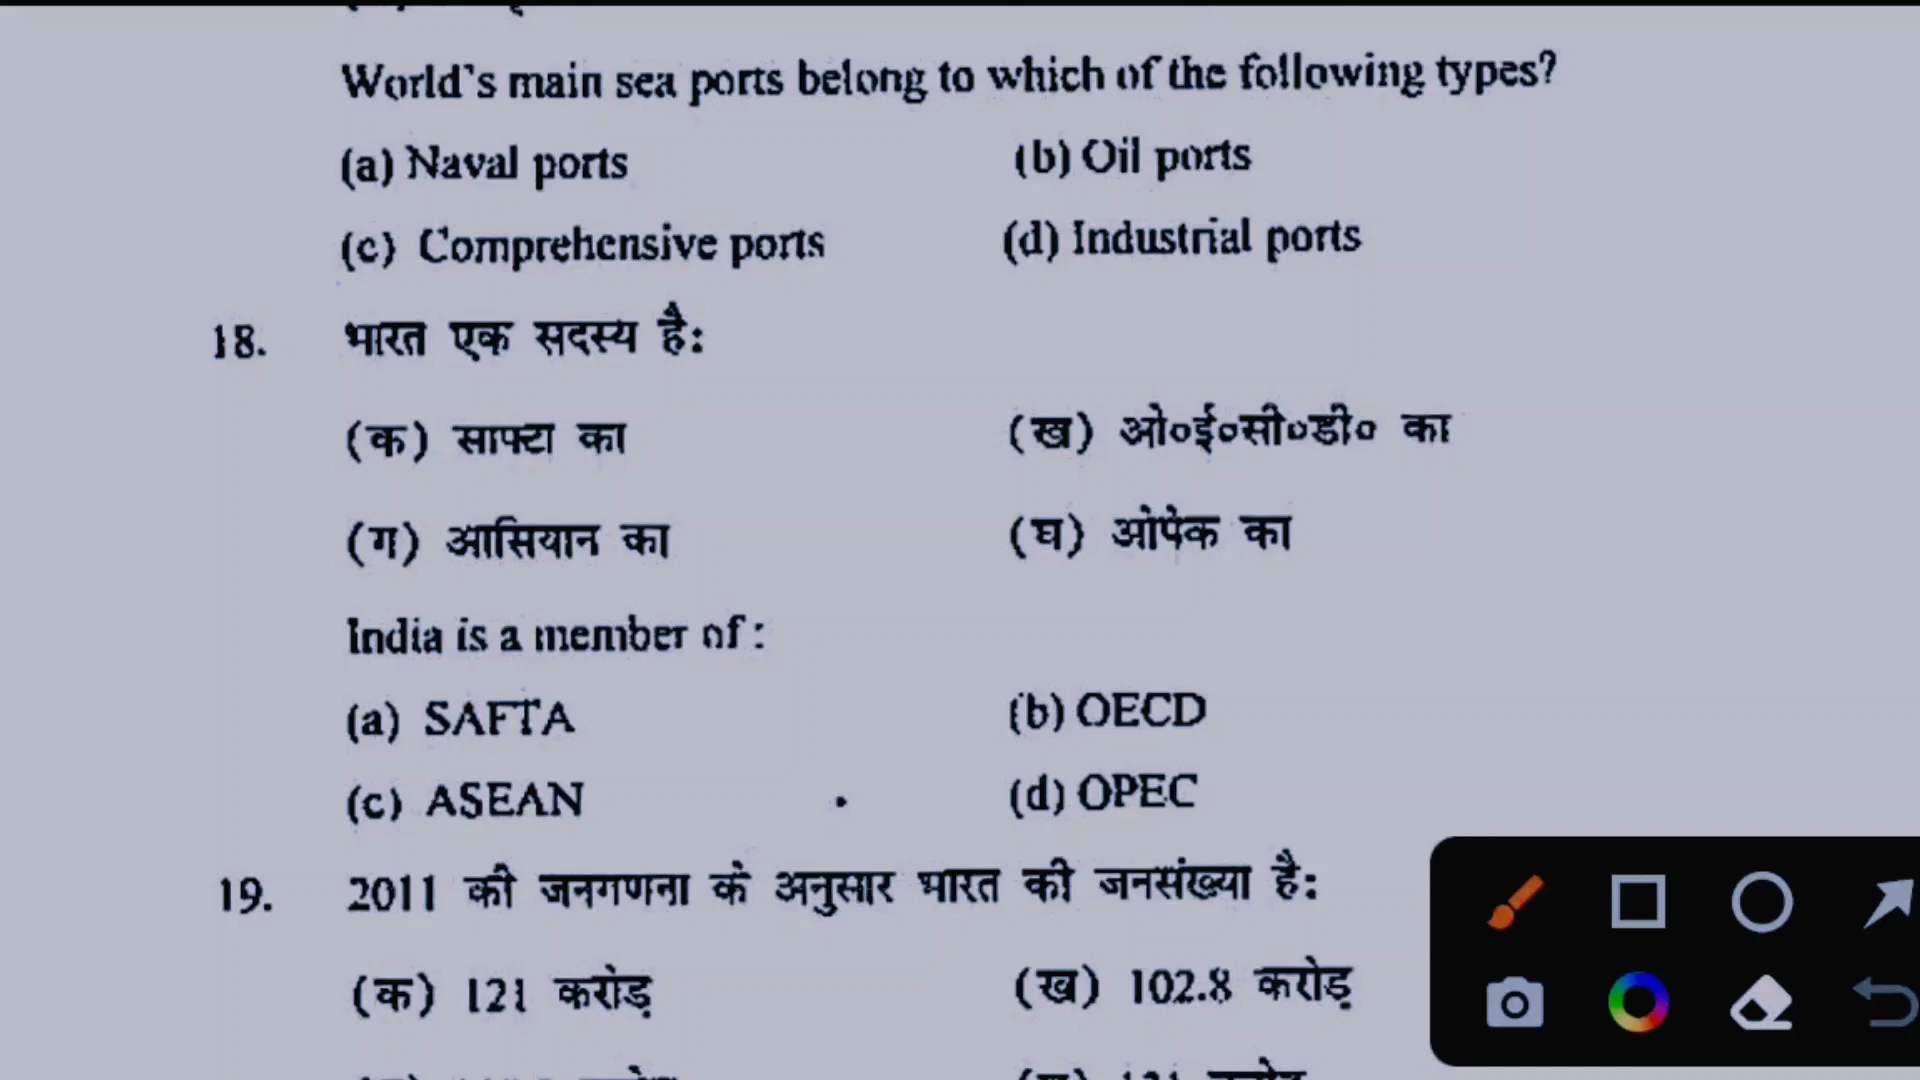 World's main sea ports belong to which of the following types?
(a) Naval ports (b) Oil ports
(c) Comprehensive ports (d) Industrial ports
18. भारत एक सदस्य है:
(क) साफ्टा का (ख) ओ०ई०सी०डी० का
(ग) आसियान का (घ) ओपेक का
India is a member of :
(a) SAFTA (b) OECD
(c) ASEAN (d) OPEC
19. 2011 की जनगणना के अनुसार भारत की जनसंख्या है:
(क) 121 करोड़ (ख) 102.8 करोड़